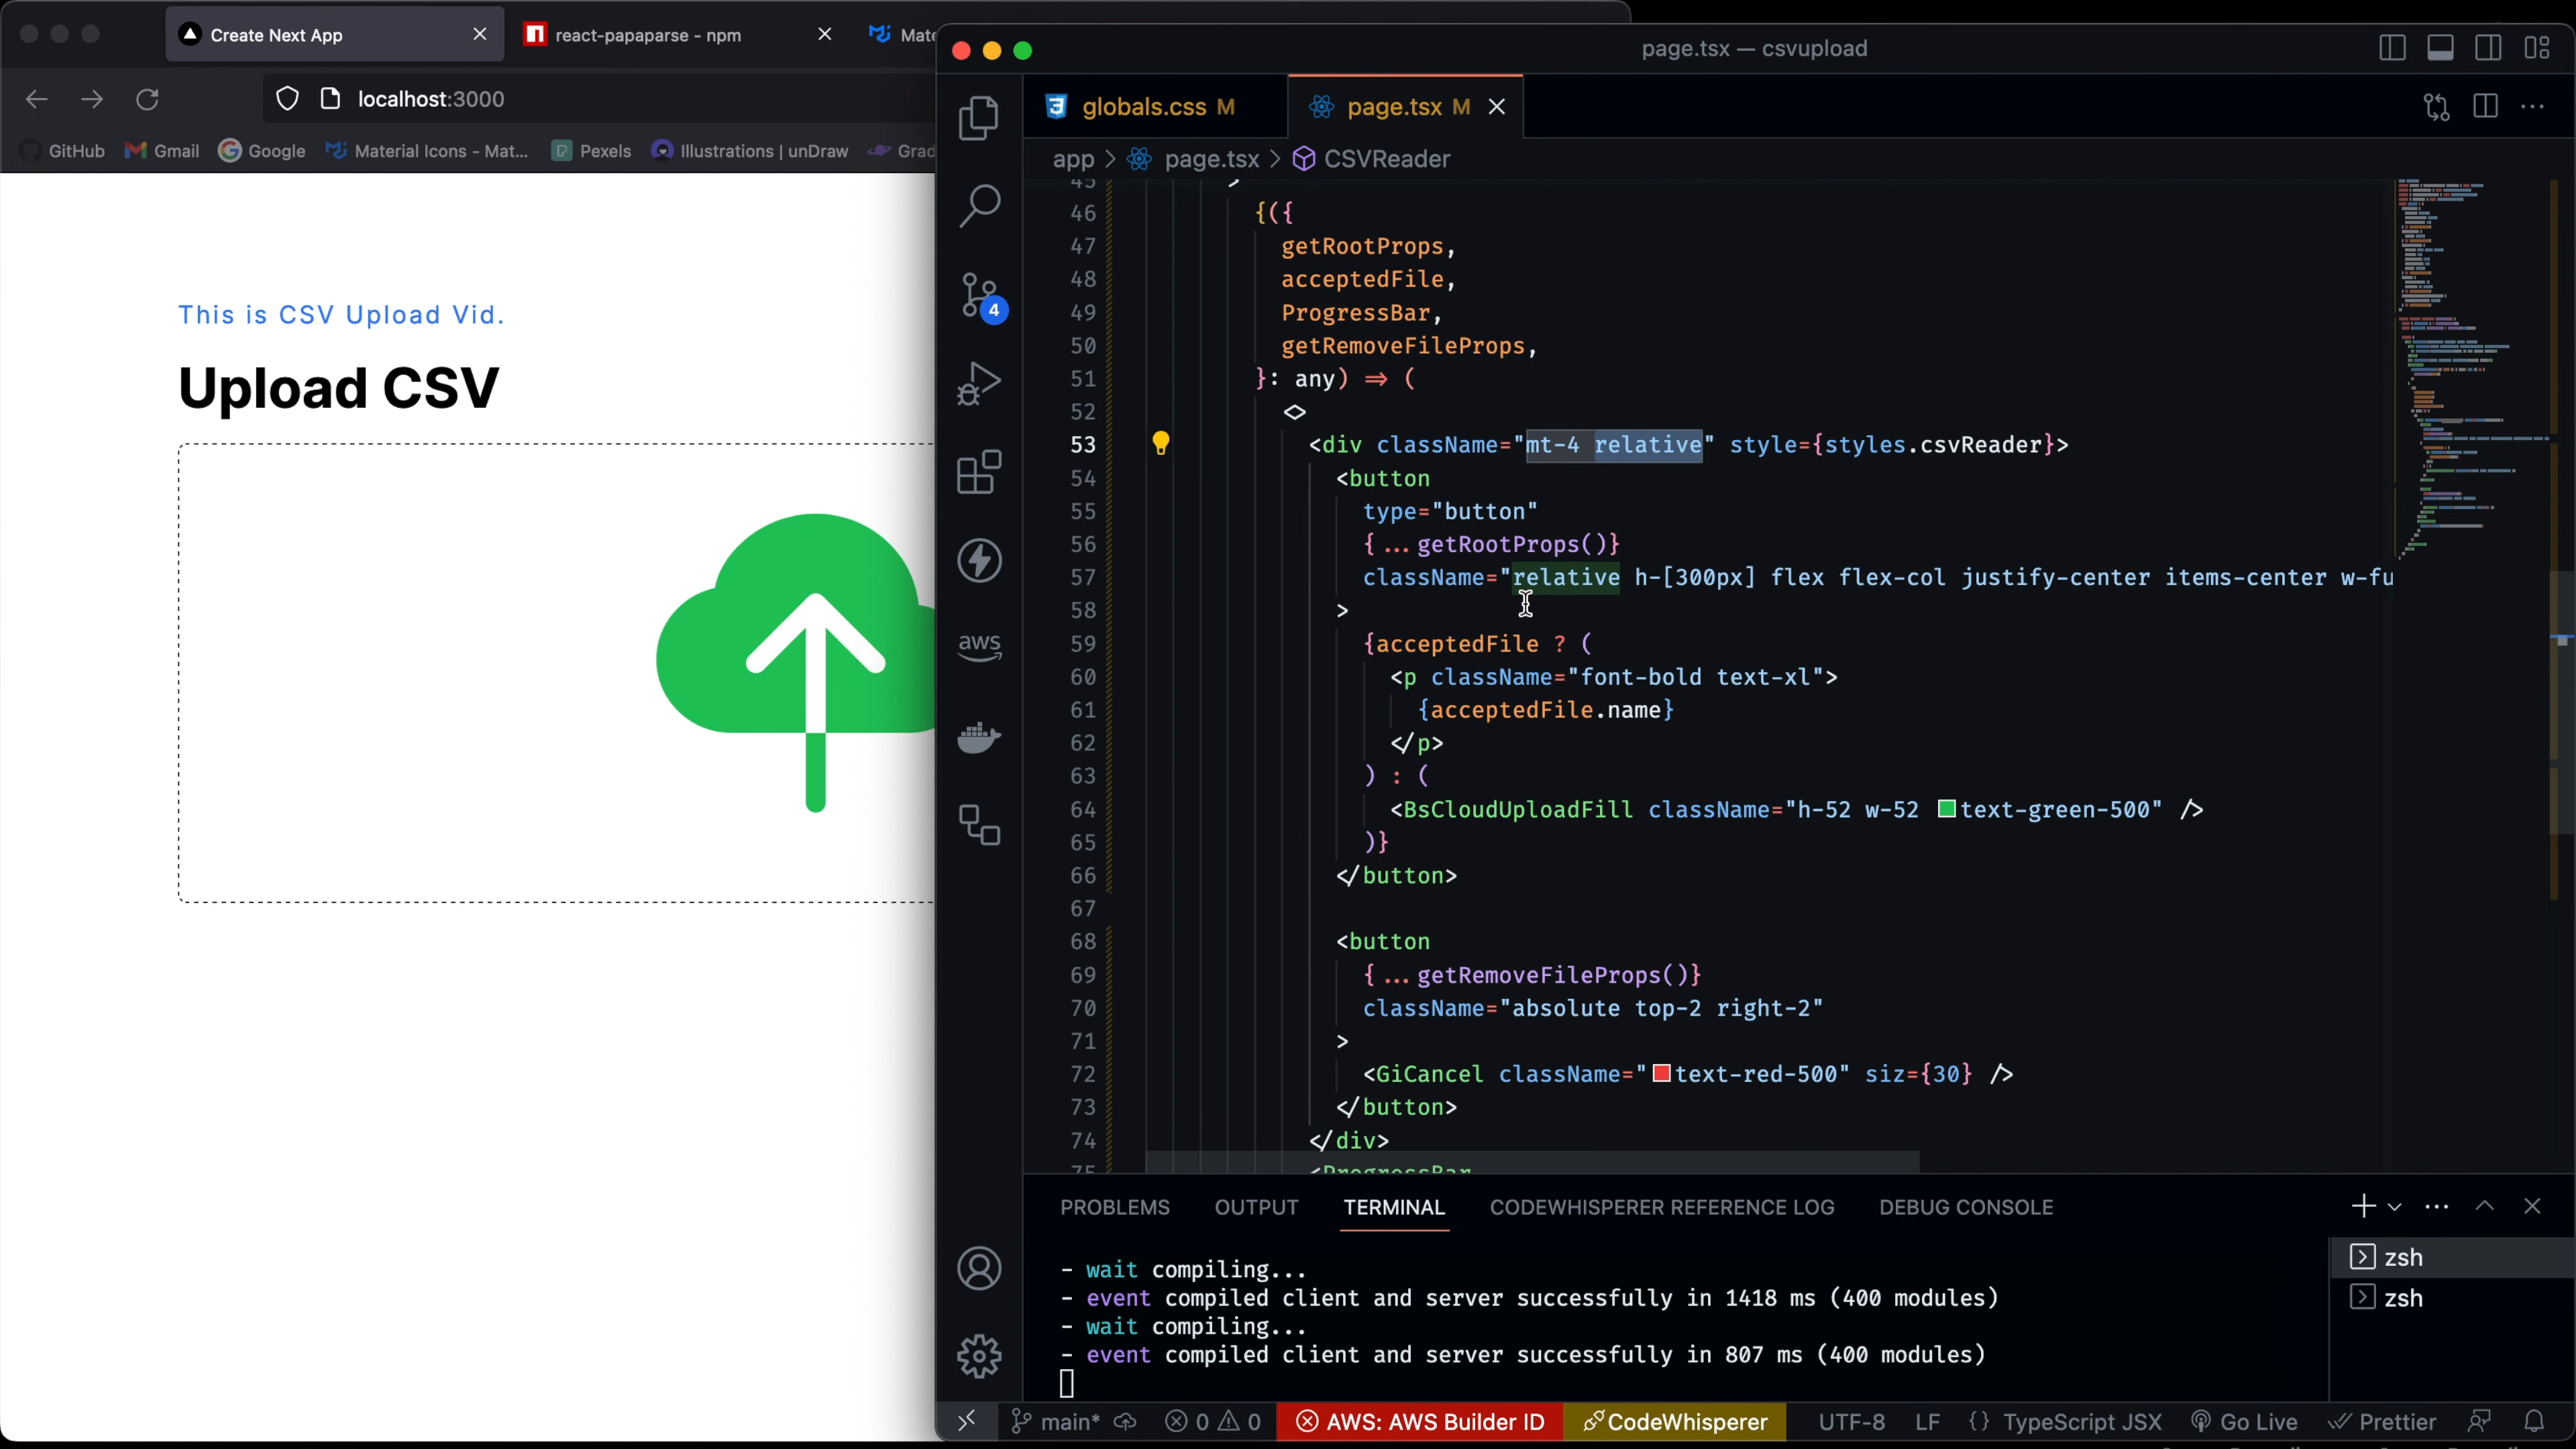 Create Next App
react-papaparse - npm
localhost:3000
GitHub
Gmail
Google
Material Icons - Mat...
Pexels
Illustrations | unDraw
This is CSV Upload Vid.
Upload CSV
page.tsx — csvupload
globals.css M
page.tsx M
app > page.tsx > CSVReader
45 >
46 {({
47 getRootProps,
48 acceptedFile,
49 ProgressBar,
50 getRemoveFileProps,
51 }: any) => (
52 <>
53 <div className="mt-4 relative" style={styles.csvReader}>
54 <button
55 type="button"
56 {...getRootProps()}
57 className="relative h-[300px] flex flex-col justify-center items-center w-fu
58 >
59 {acceptedFile ? (
60 <p className="font-bold text-xl">
61 {acceptedFile.name}
62 </p>
63 ) : (
64 <BsCloudUploadFill className="h-52 w-52 text-green-500" />
65 )}
66 </button>
67
68 <button
69 {...getRemoveFileProps()}
70 className="absolute top-2 right-2"
71 >
72 <GiCancel className="text-red-500" siz={30} />
73 </button>
74 </div>
75 <ProgressBar
4
aws
PROBLEMS OUTPUT TERMINAL CODEWHISPERER REFERENCE LOG DEBUG CONSOLE
- wait compiling...
- event compiled client and server successfully in 1418 ms (400 modules)
- wait compiling...
- event compiled client and server successfully in 807 ms (400 modules)
zsh
zsh
main* 0 0 AWS: AWS Builder ID CodeWhisperer UTF-8 LF {} TypeScript JSX Go Live Prettier